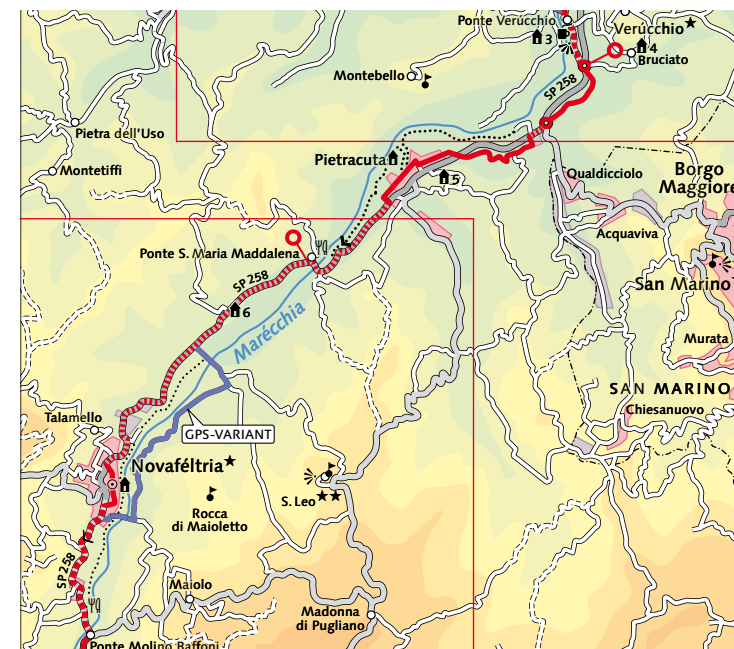 Ponte Verúcchio
Verúcchio★
3
4
Bruciato
Montebello
SP 258
Pietra dell'Uso
Pietracuta
Montetiffi
5
Qualdicciolo
Borgo
Maggiore
Acquaviva
Ponte S. Maria Maddalena
SP 258
San Marino
6
Marécchia
Murata
SAN MARINO
Chiesanuovo
Talamello
GPS-VARIANT
Novaféltria★
S. Leo★★
Rocca
di Maioletto
SP 258
Maiolo
Madonna
di Pugliano
Ponte Molino Baffoni